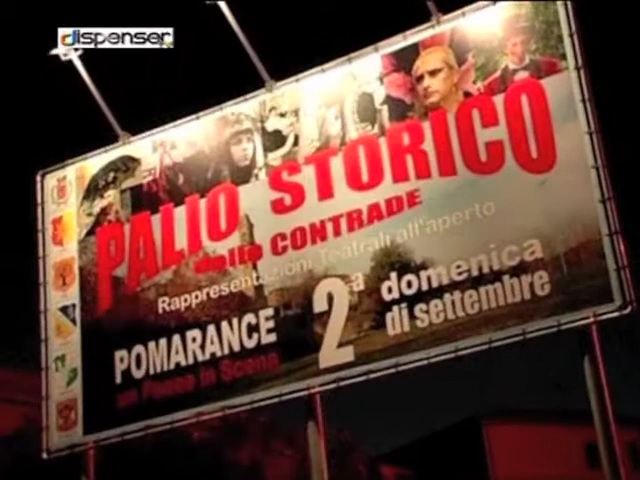 dispenser
PALIO STORICO
delle CONTRADE
Rappresentazioni Teatrali all'aperto
POMARANCE
un Paese in Scena
2a domenica
di settembre